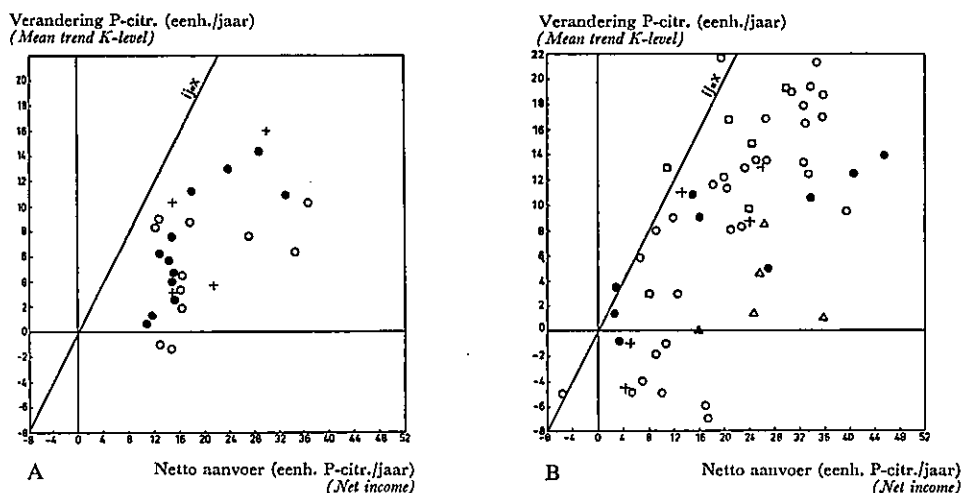 Verandering P-citr. (eenh./jaar)
(Mean trend K-level)
20
18
16
14
12
10
8
6
4
2
0
-2
-4
-6
-8
ij=x
-8 -4 0 4 8 12 16 22 24 28 32 36 40 44 48 52
A
Netto aanvoer (eenh. P-citr./jaar)
(Net income)
Verandering P-citr. (eenh./jaar)
(Mean trend K-level)
22
20
18
16
14
12
10
8
6
4
2
0
-2
-4
-6
-8
ij=x
-8 -4 0 4 8 12 16 20 24 28 32 36 40 44 48 52
B
Netto aanvoer (eenh. P-citr./jaar)
(Net income)